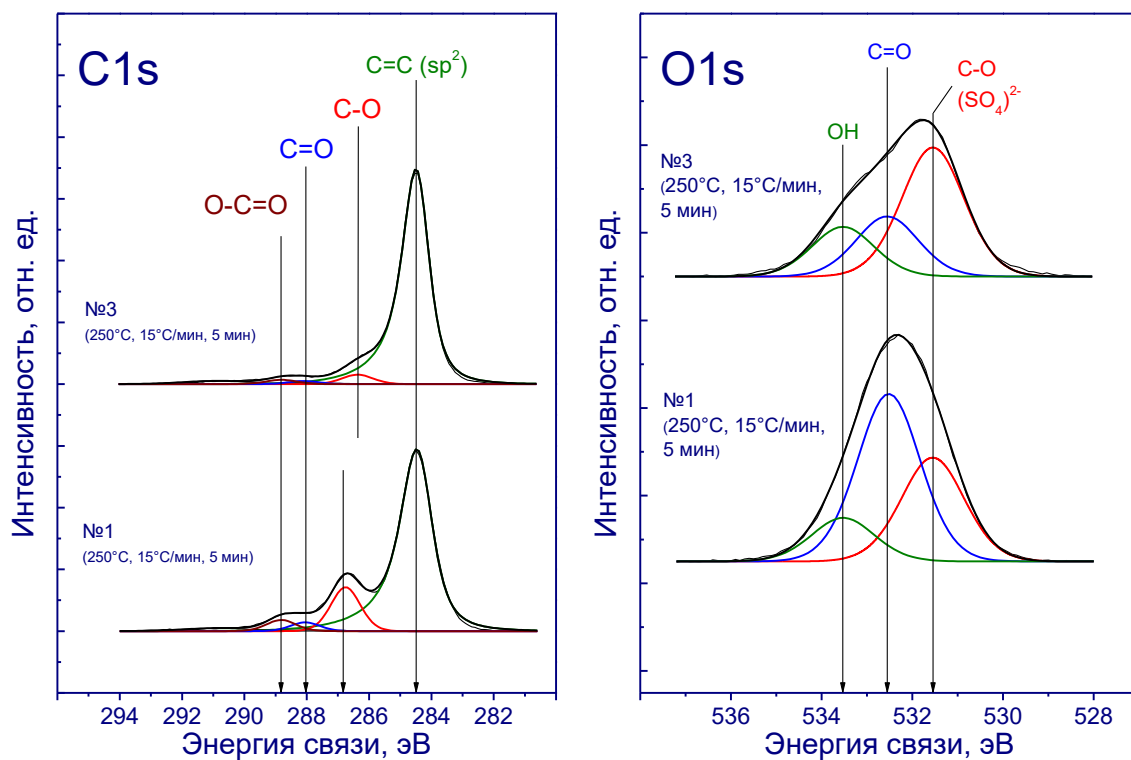 C1s
C=C (sp²)
C-O
C=O
O-C=O
№3
(250°C, 15°C/мин, 5 мин)
№1
(250°C, 15°C/мин, 5 мин)
Интенсивность, отн. ед.
294 292 290 288 286 284 282
Энергия связи, эВ
O1s
C=O
C-O
(SO₄)²⁻
OH
№3
(250°C, 15°C/мин,
5 мин)
№1
(250°C, 15°C/мин,
5 мин)
Интенсивность, отн. ед.
536 534 532 530 528
Энергия связи, эВ